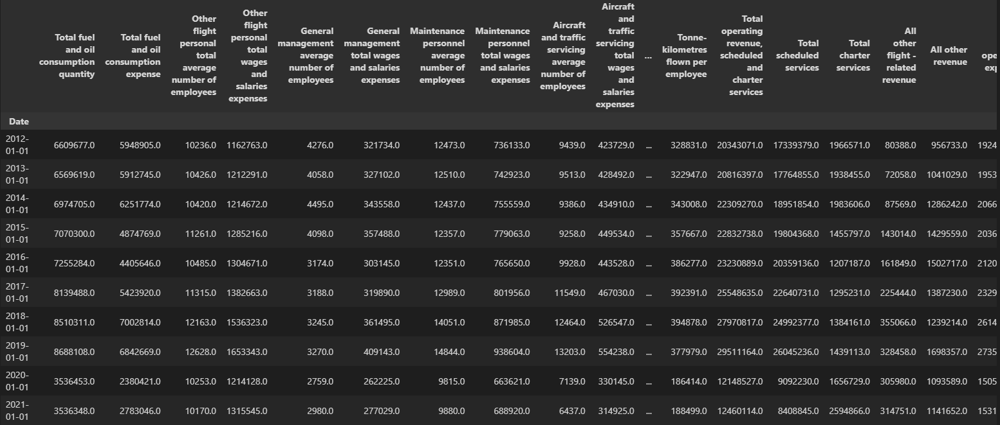 Total fuel
and oil
consumption
quantity
Total fuel
and oil
consumption
expense
Other
flight
personal
total
average
number of
employees
Other
flight
personal
total
wages
and
salaries
expenses
General
management
average
number of
employees
General
management
total wages
and salaries
expenses
Maintenance
personnel
average
number of
employees
Maintenance
personnel
total wages
and salaries
expenses
Aircraft
and traffic
servicing
average
number of
employees
Aircraft
and
traffic
servicing
total
wages
and
salaries
expenses
...
Tonne-
kilometres
flown per
employee
Total
operating
revenue,
scheduled
and
charter
services
Total
scheduled
services
Total
charter
services
All
other
flight -
related
revenue
All other
revenue
ope
exp
Date
2012-
01-01
6609677.0 5948905.0 10236.0 1162763.0 4276.0 321734.0 12473.0 736133.0 9439.0 423729.0 ... 328831.0 20343071.0 17339379.0 1966571.0 80388.0 956733.0 1924
2013-
01-01
6569619.0 5912745.0 10426.0 1212291.0 4058.0 327102.0 12510.0 742923.0 9513.0 428492.0 ... 322947.0 20816397.0 17764855.0 1938455.0 72058.0 1041029.0 1953
2014-
01-01
6974705.0 6251774.0 10420.0 1214672.0 4495.0 343558.0 12437.0 755559.0 9386.0 434910.0 ... 343008.0 22309270.0 18951854.0 1983606.0 87569.0 1286242.0 2066
2015-
01-01
7070300.0 4874769.0 11261.0 1285216.0 4098.0 357488.0 12357.0 779063.0 9258.0 449534.0 ... 357667.0 22832738.0 19804368.0 1455797.0 143014.0 1429559.0 2036
2016-
01-01
7255284.0 4405646.0 10485.0 1304671.0 3174.0 303145.0 12351.0 765650.0 9928.0 443528.0 ... 386277.0 23230889.0 20359136.0 1207187.0 161849.0 1502717.0 2120
2017-
01-01
8139488.0 5423920.0 11315.0 1382663.0 3188.0 319890.0 12989.0 801956.0 11549.0 467030.0 ... 392391.0 25548635.0 22640731.0 1295231.0 225444.0 1387230.0 2329
2018-
01-01
8510311.0 7002814.0 12163.0 1536323.0 3245.0 361495.0 14051.0 871985.0 12464.0 526547.0 ... 394878.0 27970817.0 24992377.0 1384161.0 355066.0 1239214.0 2614
2019-
01-01
8688108.0 6842669.0 12628.0 1653343.0 3270.0 409143.0 14844.0 938604.0 13203.0 554238.0 ... 377979.0 29511164.0 26045236.0 1439113.0 328458.0 1698357.0 2735
2020-
01-01
3536453.0 2380421.0 10253.0 1214128.0 2759.0 262225.0 9815.0 663621.0 7139.0 330145.0 ... 186414.0 12148527.0 9092230.0 1656729.0 305980.0 1093589.0 1505
2021-
01-01
3536348.0 2783046.0 10170.0 1315545.0 2980.0 277029.0 9880.0 688920.0 6437.0 314925.0 ... 188499.0 12460114.0 8408845.0 2594866.0 314751.0 1141652.0 1531